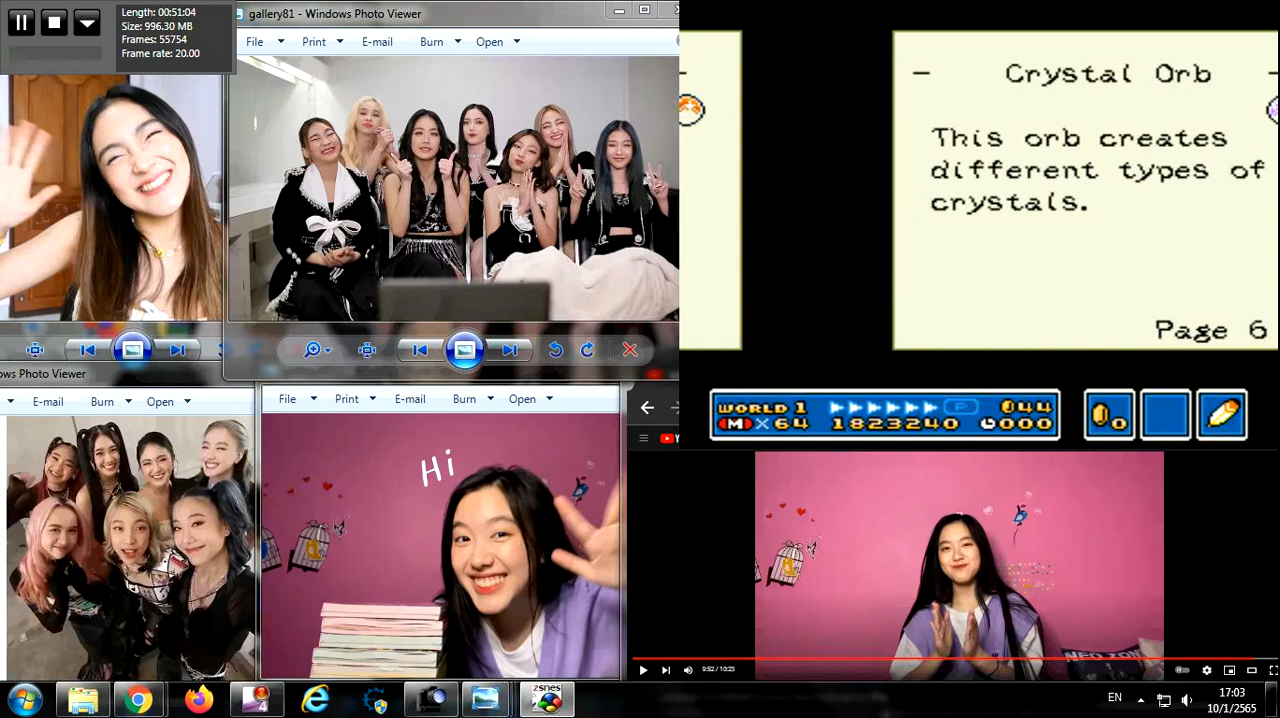 Length: 00:51:04
Size: 996.30 MB
Frames: 55754
Frame rate: 20.00
gallery81 - Windows Photo Viewer
File Print E-mail Burn Open
- Crystal Orb -
This orb creates
different types of
crystals.
Page 6
WORLD 1 P 044
M × 64 1823240 000
0
ows Photo Viewer
E-mail Burn Open
File Print E-mail Burn Open
Hi
9:52 / 10:23
4
zsnes
EN
17:03
10/1/2565